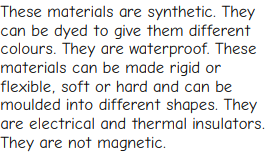 These materials are synthetic. They
can be dyed to give them different
colours. They are waterproof. These
materials can be made rigid or
flexible, soft or hard and can be
moulded into different shapes. They
are electrical and thermal insulators.
They are not magnetic.